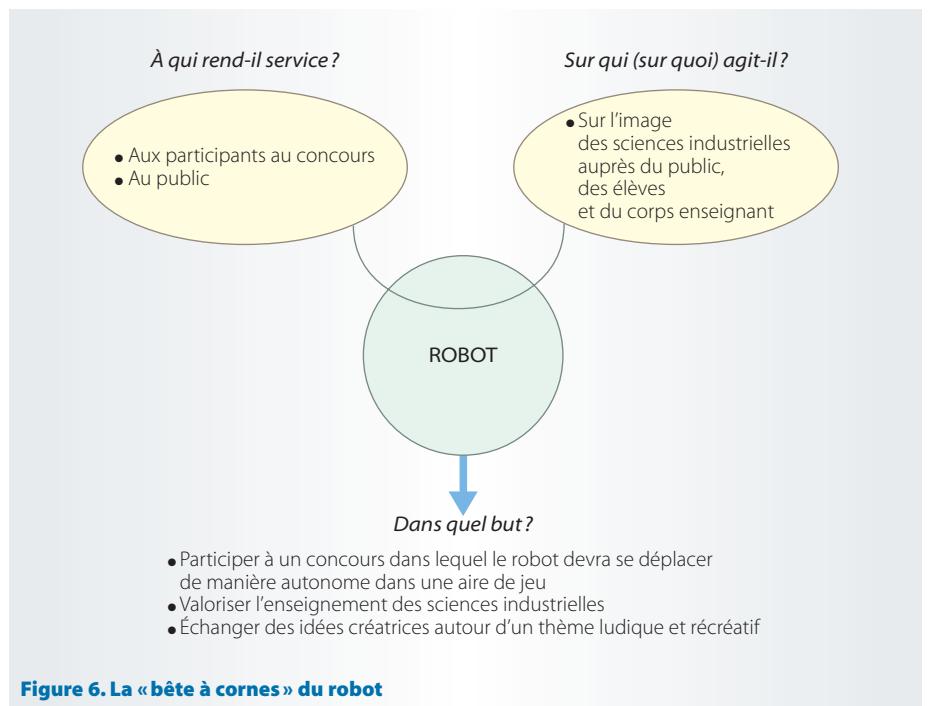 À qui rend-il service ?
Sur qui (sur quoi) agit-il ?
● Aux participants au concours
● Au public
● Sur l’image
des sciences industrielles
auprès du public,
des élèves
et du corps enseignant
ROBOT
Dans quel but ?
● Participer à un concours dans lequel le robot devra se déplacer
de manière autonome dans une aire de jeu
● Valoriser l’enseignement des sciences industrielles
● Échanger des idées créatrices autour d’un thème ludique et récréatif
Figure 6. La « bête à cornes » du robot